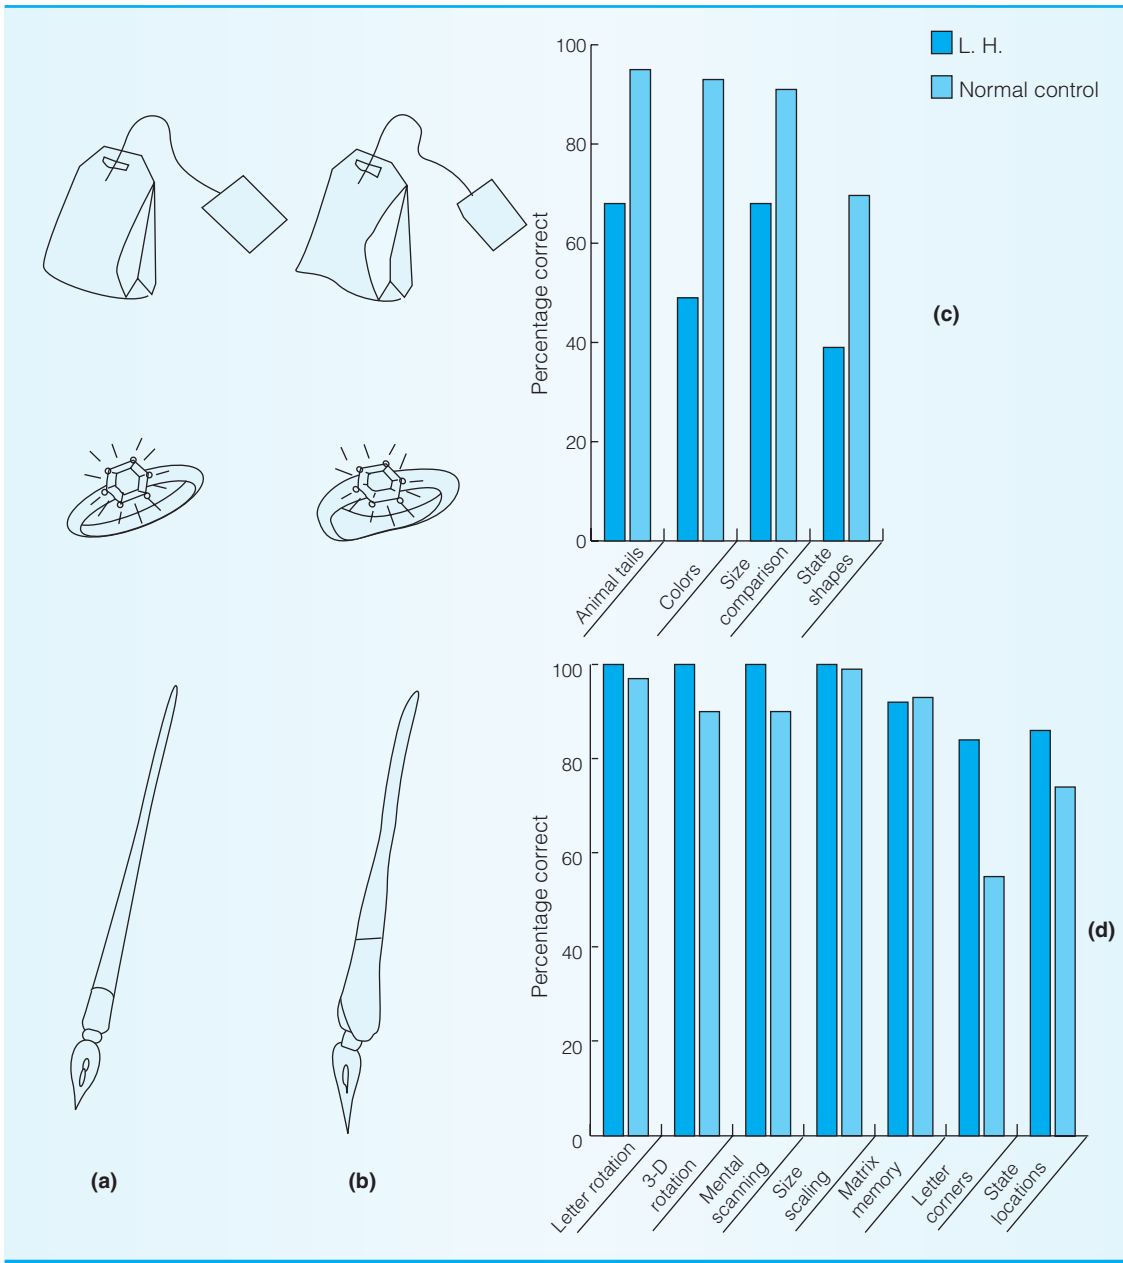 L. H.
Normal control
Percentage correct
100
80
60
40
20
0
Animal tails
Colors
Size
comparison
State
shapes
(c)
Percentage correct
100
80
60
40
20
0
Letter rotation
3-D
rotation
Mental
scanning
Size
scaling
Matrix
memory
Letter
corners
State
locations
(d)
(a)
(b)